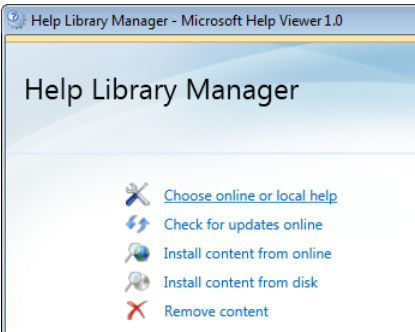 Help Library Manager - Microsoft Help Viewer 1.0
Help Library Manager
Choose online or local help
Check for updates online
Install content from online
Install content from disk
Remove content